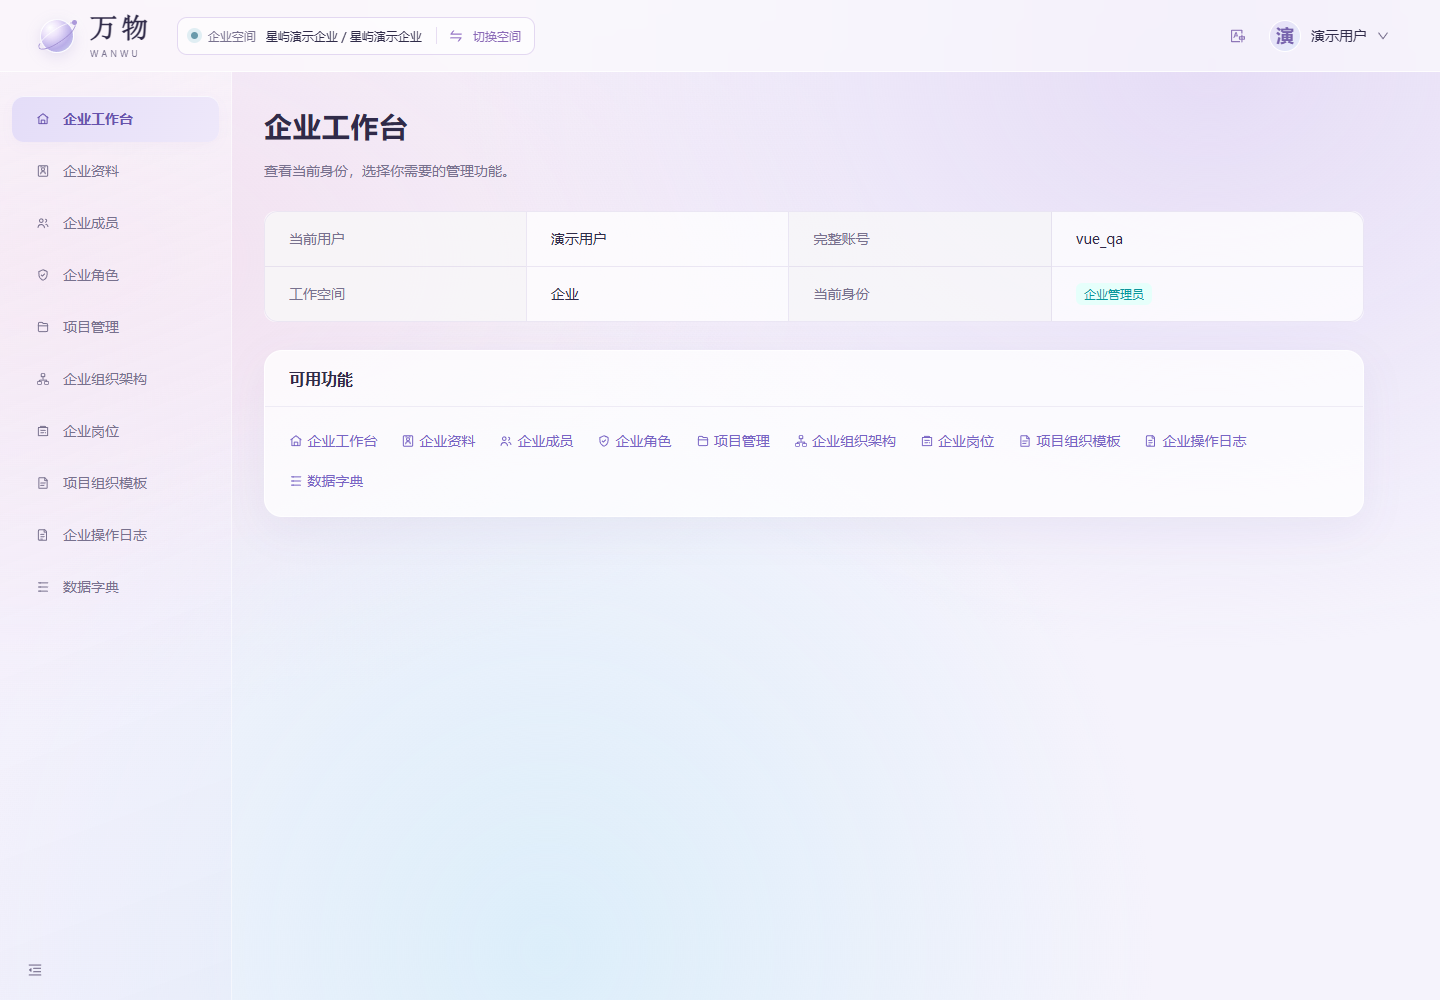 万物
WANWU
企业空间 星屿演示企业 / 星屿演示企业 切换空间
演 演示用户
企业工作台
企业资料
企业成员
企业角色
项目管理
企业组织架构
企业岗位
项目组织模板
企业操作日志
数据字典
企业工作台
查看当前身份，选择你需要的管理功能。
当前用户 演示用户 完整账号 vue_qa
工作空间 企业 当前身份 企业管理员
可用功能
企业工作台 企业资料 企业成员 企业角色 项目管理 企业组织架构 企业岗位 项目组织模板 企业操作日志
数据字典